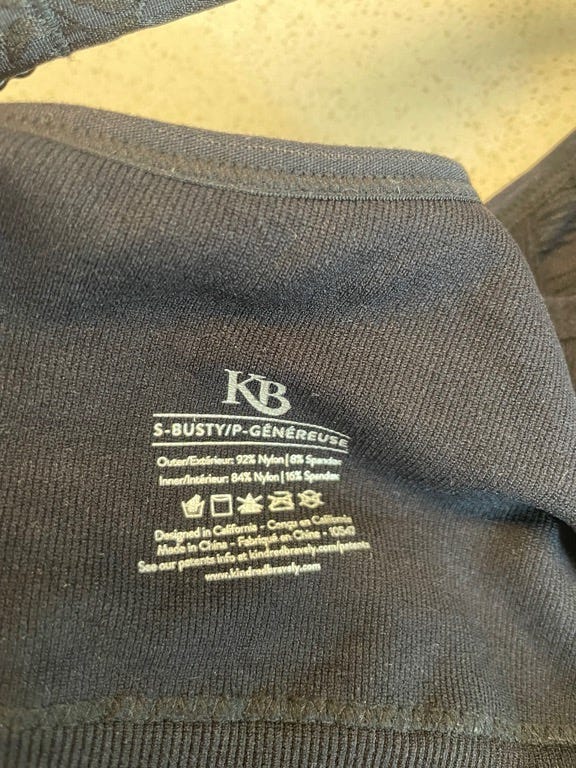 KB
S-BUSTY/P-GÉNÉREUSE
Outer/Extérieur: 92% Nylon | 8% Spandex
Inner/Intérieur: 84% Nylon | 16% Spandex
Designed in California - Conçu en Californie
Made in China - Fabriqué en Chine -
See our patents info at kindredbravely.com/patents
www.kindredbravely.com